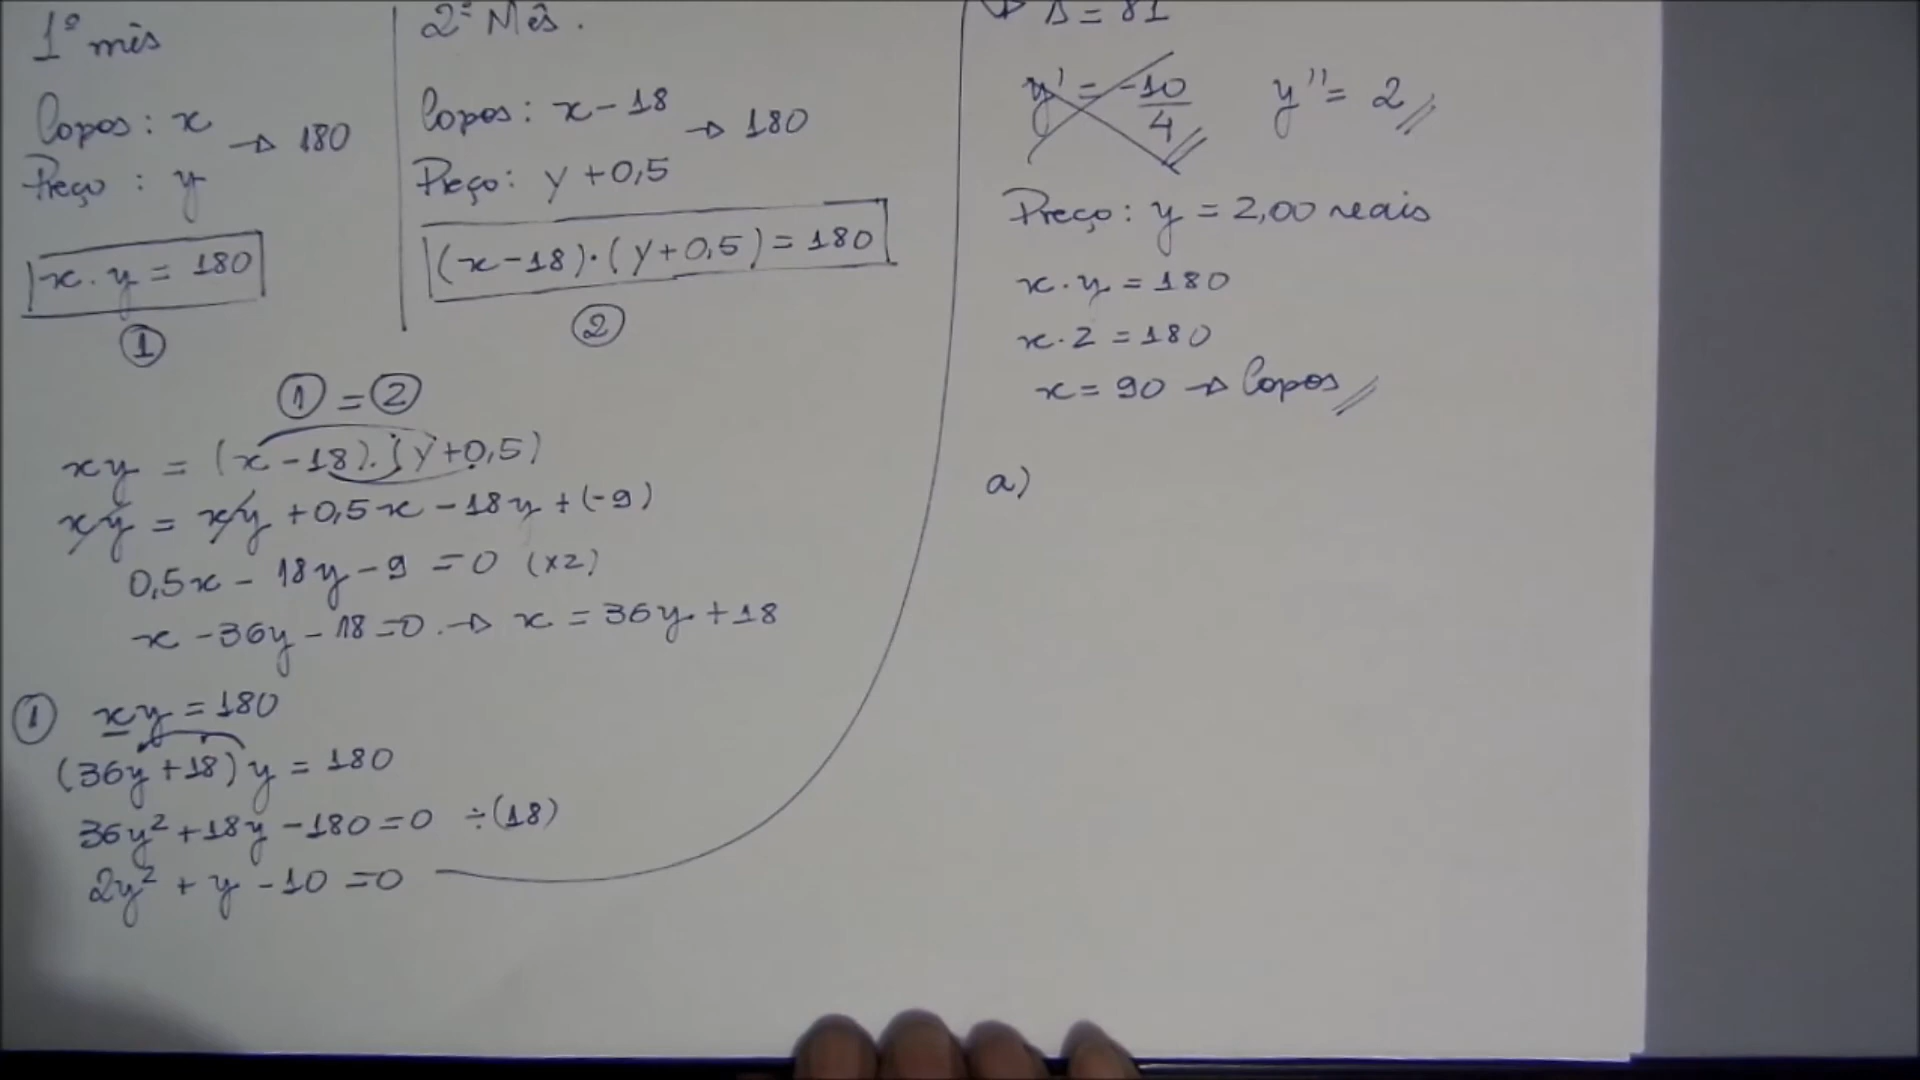 1º mês
Copos: x
Preço: y
→ 180
x . y = 180
①
2º Mês.
Copos: x - 18
Preço: y + 0,5
→ 180
(x - 18) · (y + 0,5) = 180
②
① = ②
xy = (x - 18) . (y + 0,5)
xy = xy + 0,5x - 18y + (-9)
0,5x - 18y - 9 = 0 (x2)
x - 36y - 18 = 0 . → x = 36y + 18
① xy = 180
(36y + 18) y = 180
36y² + 18y - 180 = 0 ÷(18)
2y² + y - 10 = 0
Δ = 81
y' = -10/4 y'' = 2
Preço: y = 2,00 reais
x . y = 180
x . 2 = 180
x = 90 → Copos
a)